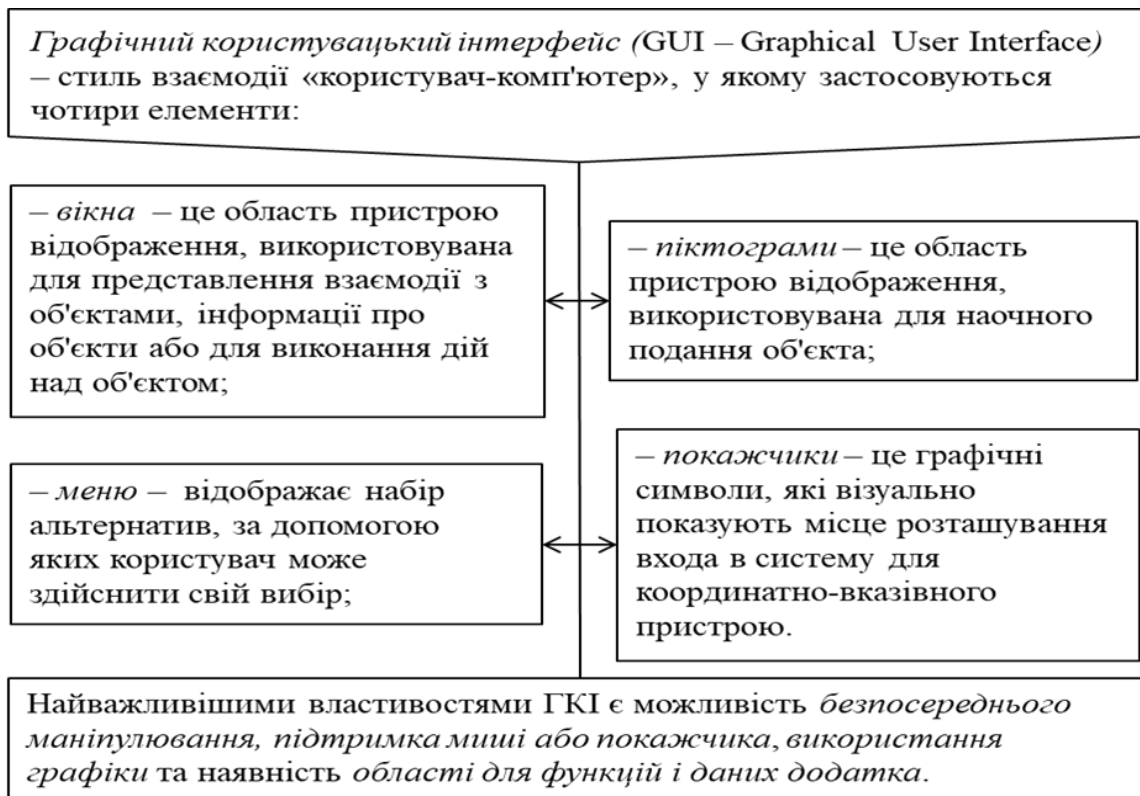 Графічний користувацький інтерфейс (GUI – Graphical User Interface)
– стиль взаємодії «користувач-комп'ютер», у якому застосовуються
чотири елементи:
– вікна – це область пристрою
відображення, використовувана
для представлення взаємодії з
об'єктами, інформації про
об'єкти або для виконання дій
над об'єктом;
– піктограми – це область
пристрою відображення,
використовувана для наочного
подання об'єкта;
– меню – відображає набір
альтернатив, за допомогою
яких користувач може
здійснити свій вибір;
– покажчики – це графічні
символи, які візуально
показують місце розташування
входа в систему для
координатно-вказівного
пристрою.
Найважливішими властивостями ГКІ є можливість безпосереднього
маніпулювання, підтримка миші або покажчика, використання
графіки та наявність області для функцій і даних додатка.